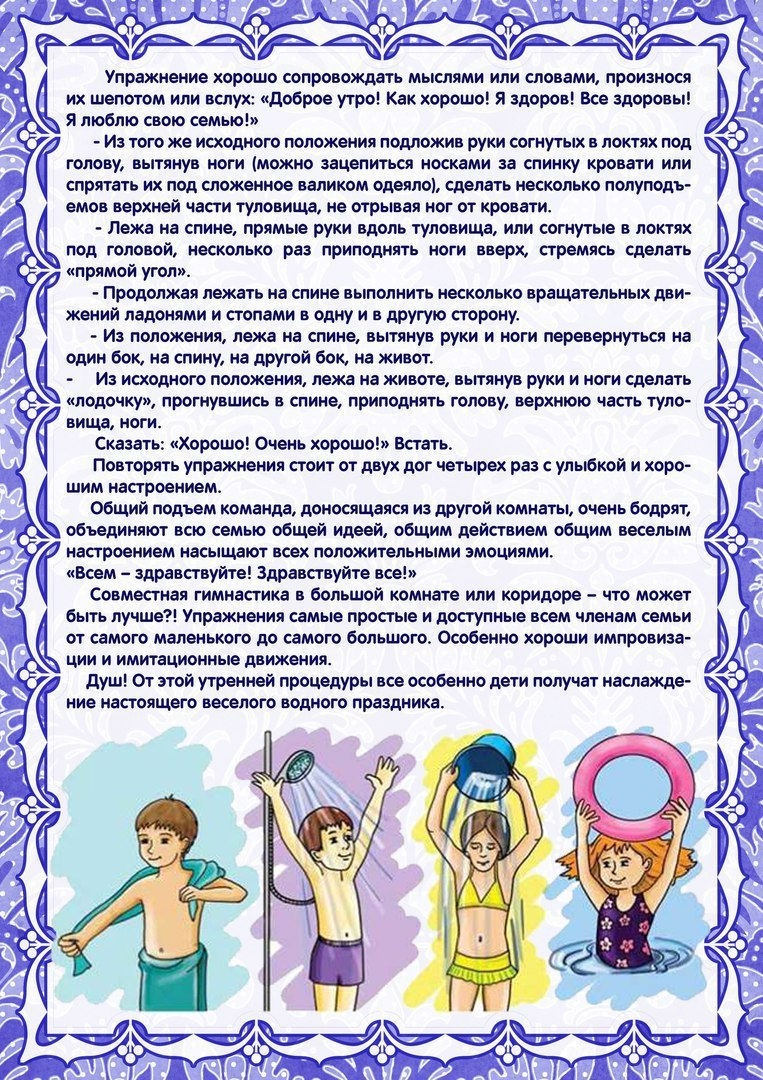 Упражнение хорошо сопровождать мыслями или словами, произнося
их шепотом или вслух: «Доброе утро! Как хорошо! Я здоров! Все здоровы!
Я люблю свою семью!»
- Из того же исходного положения подложив руки согнутых в локтях под
голову, вытянув ноги (можно зацепиться носками за спинку кровати или
спрятать их под сложенное валиком одеяло), сделать несколько полуподъ-
емов верхней части туловища, не отрывая ног от кровати.
- Лежа на спине, прямые руки вдоль туловища, или согнутые в локтях
под головой, несколько раз приподнять ноги вверх, стремясь сделать
«прямой угол».
- Продолжая лежать на спине выполнить несколько вращательных дви-
жений ладонями и стопами в одну и в другую сторону.
- Из положения, лежа на спине, вытянув руки и ноги перевернуться на
один бок, на спину, на другой бок, на живот.
- Из исходного положения, лежа на животе, вытянув руки и ноги сделать
«лодочку», прогнувшись в спине, приподнять голову, верхнюю часть туло-
вища, ноги.
Сказать: «Хорошо! Очень хорошо!» Встать.
Повторять упражнения стоит от двух дог четырех раз с улыбкой и хоро-
шим настроением.
Общий подъем команда, доносящаяся из другой комнаты, очень бодрят,
объединяют всю семью общей идеей, общим действием общим веселым
настроением насыщают всех положительными эмоциями.
«Всем – здравствуйте! Здравствуйте все!»
Совместная гимнастика в большой комнате или коридоре – что может
быть лучше?! Упражнения самые простые и доступные всем членам семьи
от самого маленького до самого большого. Особенно хороши импровиза-
ции и имитационные движения.
Душ! От этой утренней процедуры все особенно дети получат наслажде-
ние настоящего веселого водного праздника.